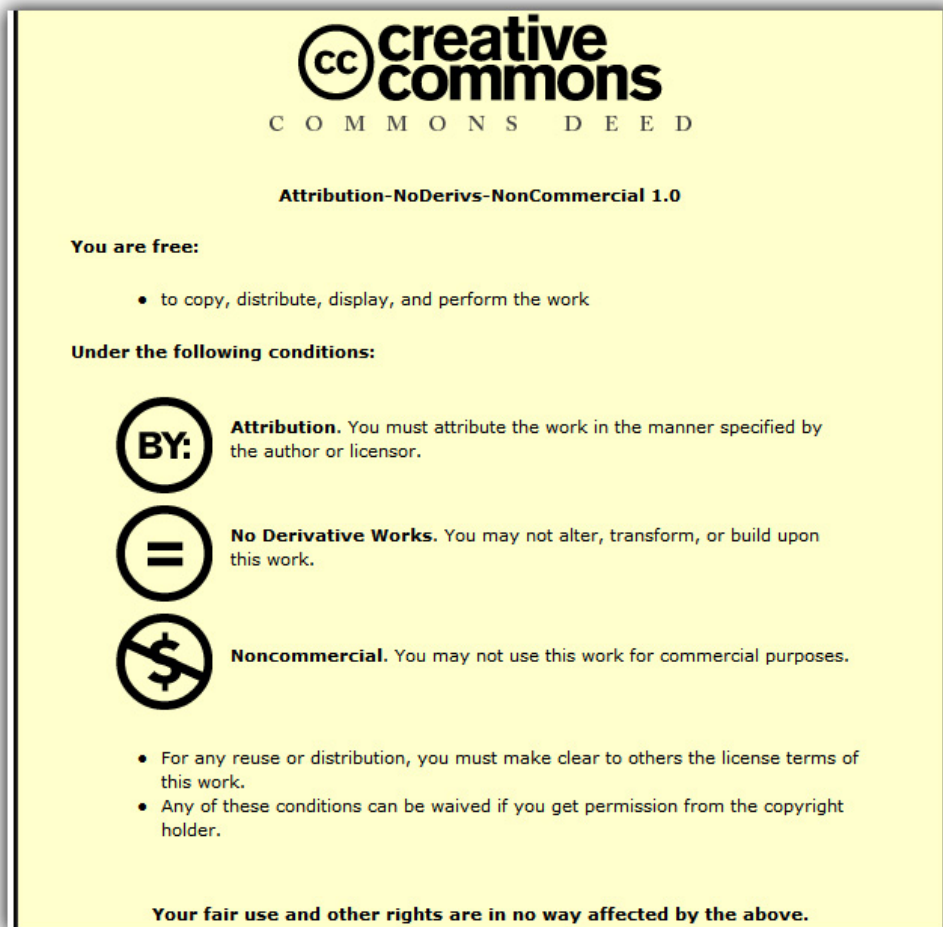 cc creative
commons
COMMONS DEED
Attribution-NoDerivs-NonCommercial 1.0
You are free:
• to copy, distribute, display, and perform the work
Under the following conditions:
BY:
Attribution. You must attribute the work in the manner specified by
the author or licensor.
=
No Derivative Works. You may not alter, transform, or build upon
this work.
$
Noncommercial. You may not use this work for commercial purposes.
• For any reuse or distribution, you must make clear to others the license terms of
this work.
• Any of these conditions can be waived if you get permission from the copyright
holder.
Your fair use and other rights are in no way affected by the above.